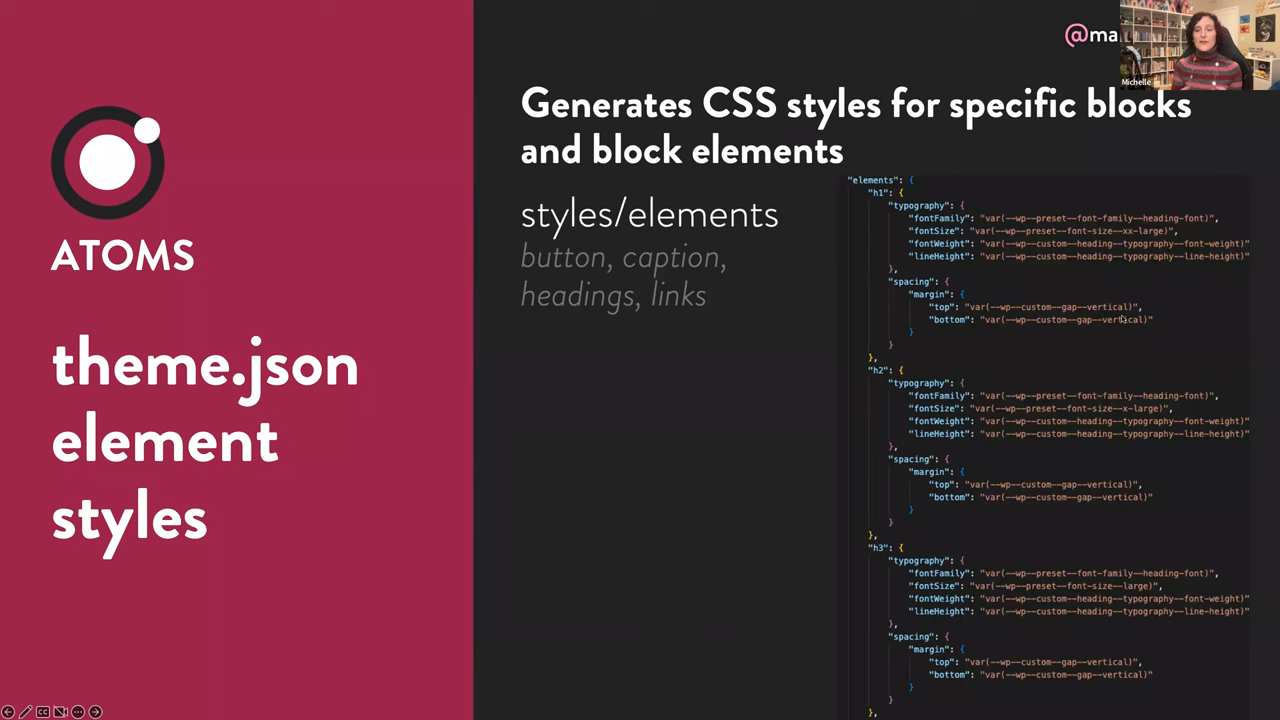 ATOMS
theme.json
element
styles
@ma
Michelle
Generates CSS styles for specific blocks
and block elements
styles/elements
button, caption,
headings, links
"elements": {
"h1": {
"typography": {
"fontFamily": "var(--wp--preset--font-family--heading-font)",
"fontSize": "var(--wp--preset--font-size--xx-large)",
"fontWeight": "var(--wp--custom--heading--typography--font-weight)"
"lineHeight": "var(--wp--custom--heading--typography--line-height)"
},
"spacing": {
"margin": {
"top": "var(--wp--custom--gap--vertical)",
"bottom": "var(--wp--custom--gap--vertical)"
}
}
},
"h2": {
"typography": {
"fontFamily": "var(--wp--preset--font-family--heading-font)",
"fontSize": "var(--wp--preset--font-size--x-large)",
"fontWeight": "var(--wp--custom--heading--typography--font-weight)"
"lineHeight": "var(--wp--custom--heading--typography--line-height)"
},
"spacing": {
"margin": {
"top": "var(--wp--custom--gap--vertical)",
"bottom": "var(--wp--custom--gap--vertical)"
}
}
},
"h3": {
"typography": {
"fontFamily": "var(--wp--preset--font-family--heading-font)",
"fontSize": "var(--wp--preset--font-size--large)",
"fontWeight": "var(--wp--custom--heading--typography--font-weight)"
"lineHeight": "var(--wp--custom--heading--typography--line-height)"
},
"spacing": {
"margin": {
"top": "var(--wp--custom--gap--vertical)",
"bottom": "var(--wp--custom--gap--vertical)"
}
}
},